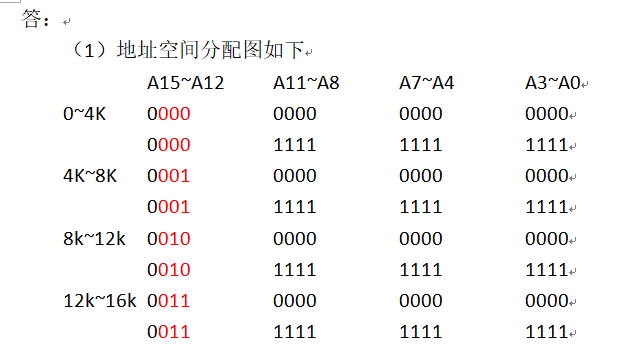 答：
（1）地址空间分配图如下
A15~A12 A11~A8 A7~A4 A3~A0
0~4K 0000 0000 0000 0000
0000 1111 1111 1111
4K~8K 0001 0000 0000 0000
0001 1111 1111 1111
8k~12k 0010 0000 0000 0000
0010 1111 1111 1111
12k~16k 0011 0000 0000 0000
0011 1111 1111 1111